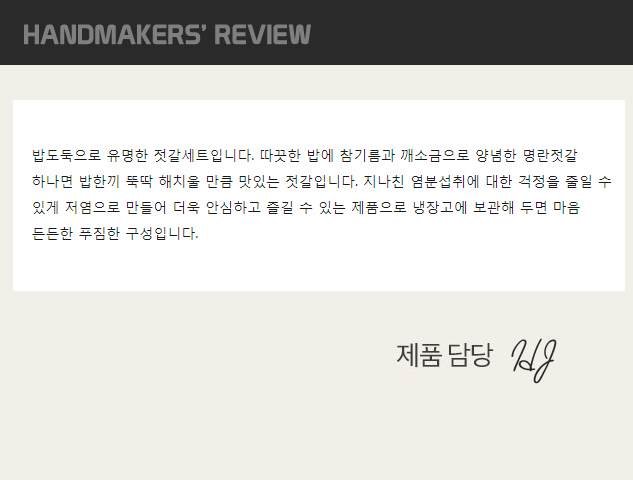 HANDMAKERS' REVIEW
밥도둑으로 유명한 젓갈세트입니다. 따끗한 밥에 참기름과 깨소금으로 양념한 명란젓갈
하나면 밥한끼 뚝딱 해치울 만큼 맛있는 젓갈입니다. 지나친 염분섭취에 대한 걱정을 줄일 수
있게 저염으로 만들어 더욱 안심하고 즐길 수 있는 제품으로 냉장고에 보관해 두면 마음
든든한 푸짐한 구성입니다.
제품 담당 HJ